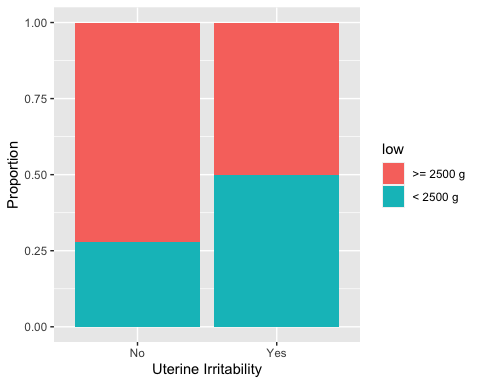 1.00
0.75
0.50
0.25
0.00
Proportion
No
Yes
Uterine Irritability
low
>= 2500 g
< 2500 g